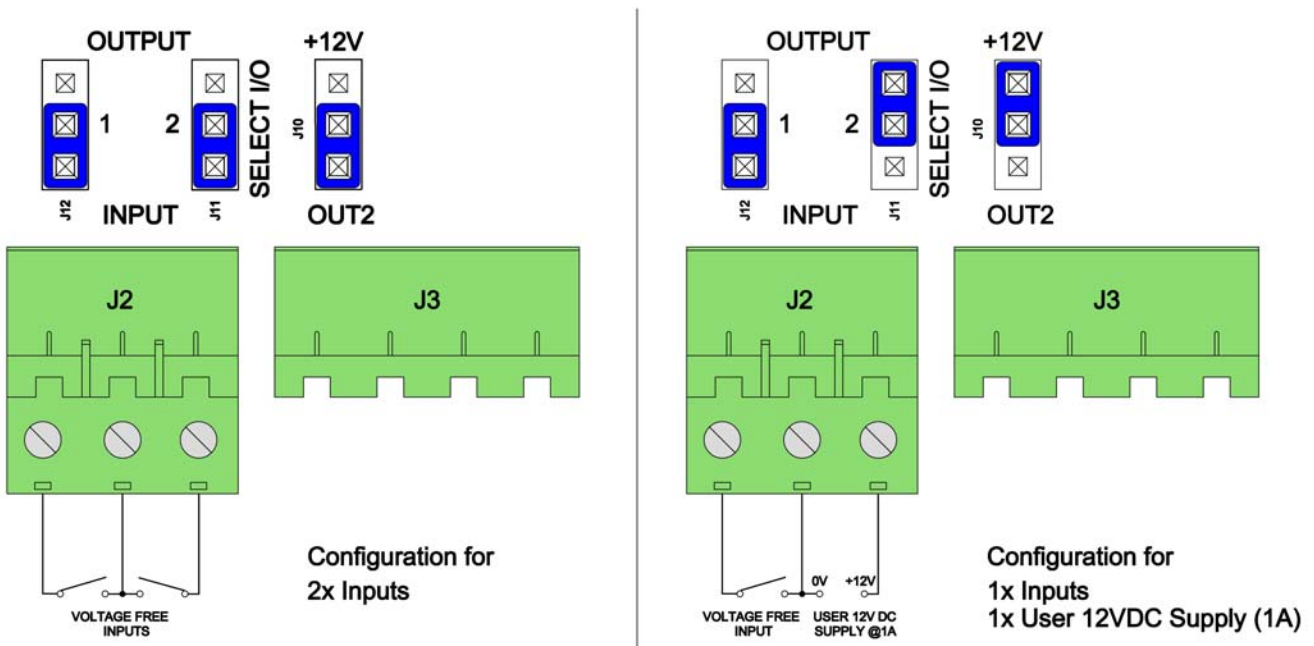 OUTPUT
+12V
1
2
SELECT I/O
J10
J12
INPUT
J11
OUT2
J2
J3
VOLTAGE FREE
INPUTS
Configuration for
2x Inputs
OUTPUT
+12V
1
2
SELECT I/O
J10
J12
INPUT
J11
OUT2
J2
J3
0V
+12V
VOLTAGE FREE
INPUT
USER 12V DC
SUPPLY @1A
Configuration for
1x Inputs
1x User 12VDC Supply (1A)